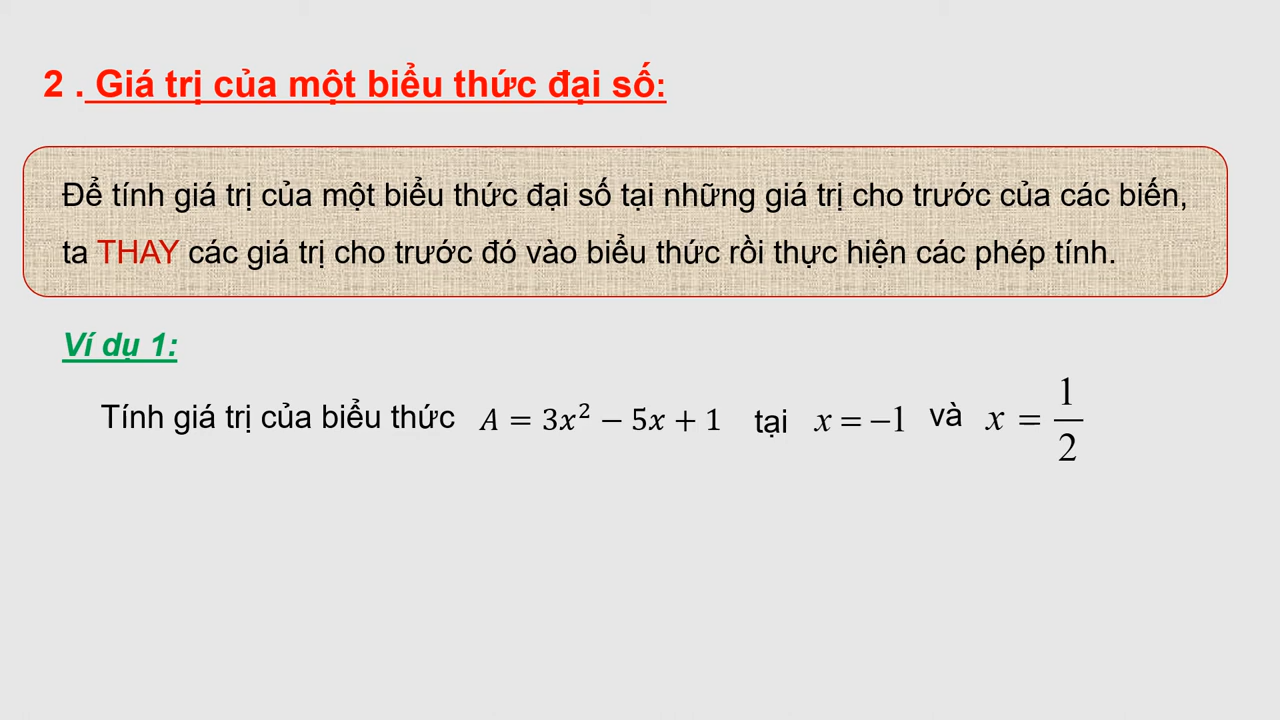 2 . Giá trị của một biểu thức đại số:
Để tính giá trị của một biểu thức đại số tại những giá trị cho trước của các biến,
ta THAY các giá trị cho trước đó vào biểu thức rồi thực hiện các phép tính.
Ví dụ 1:
Tính giá trị của biểu thức A = 3x² − 5x + 1 tại x = −1 và x = 1/2